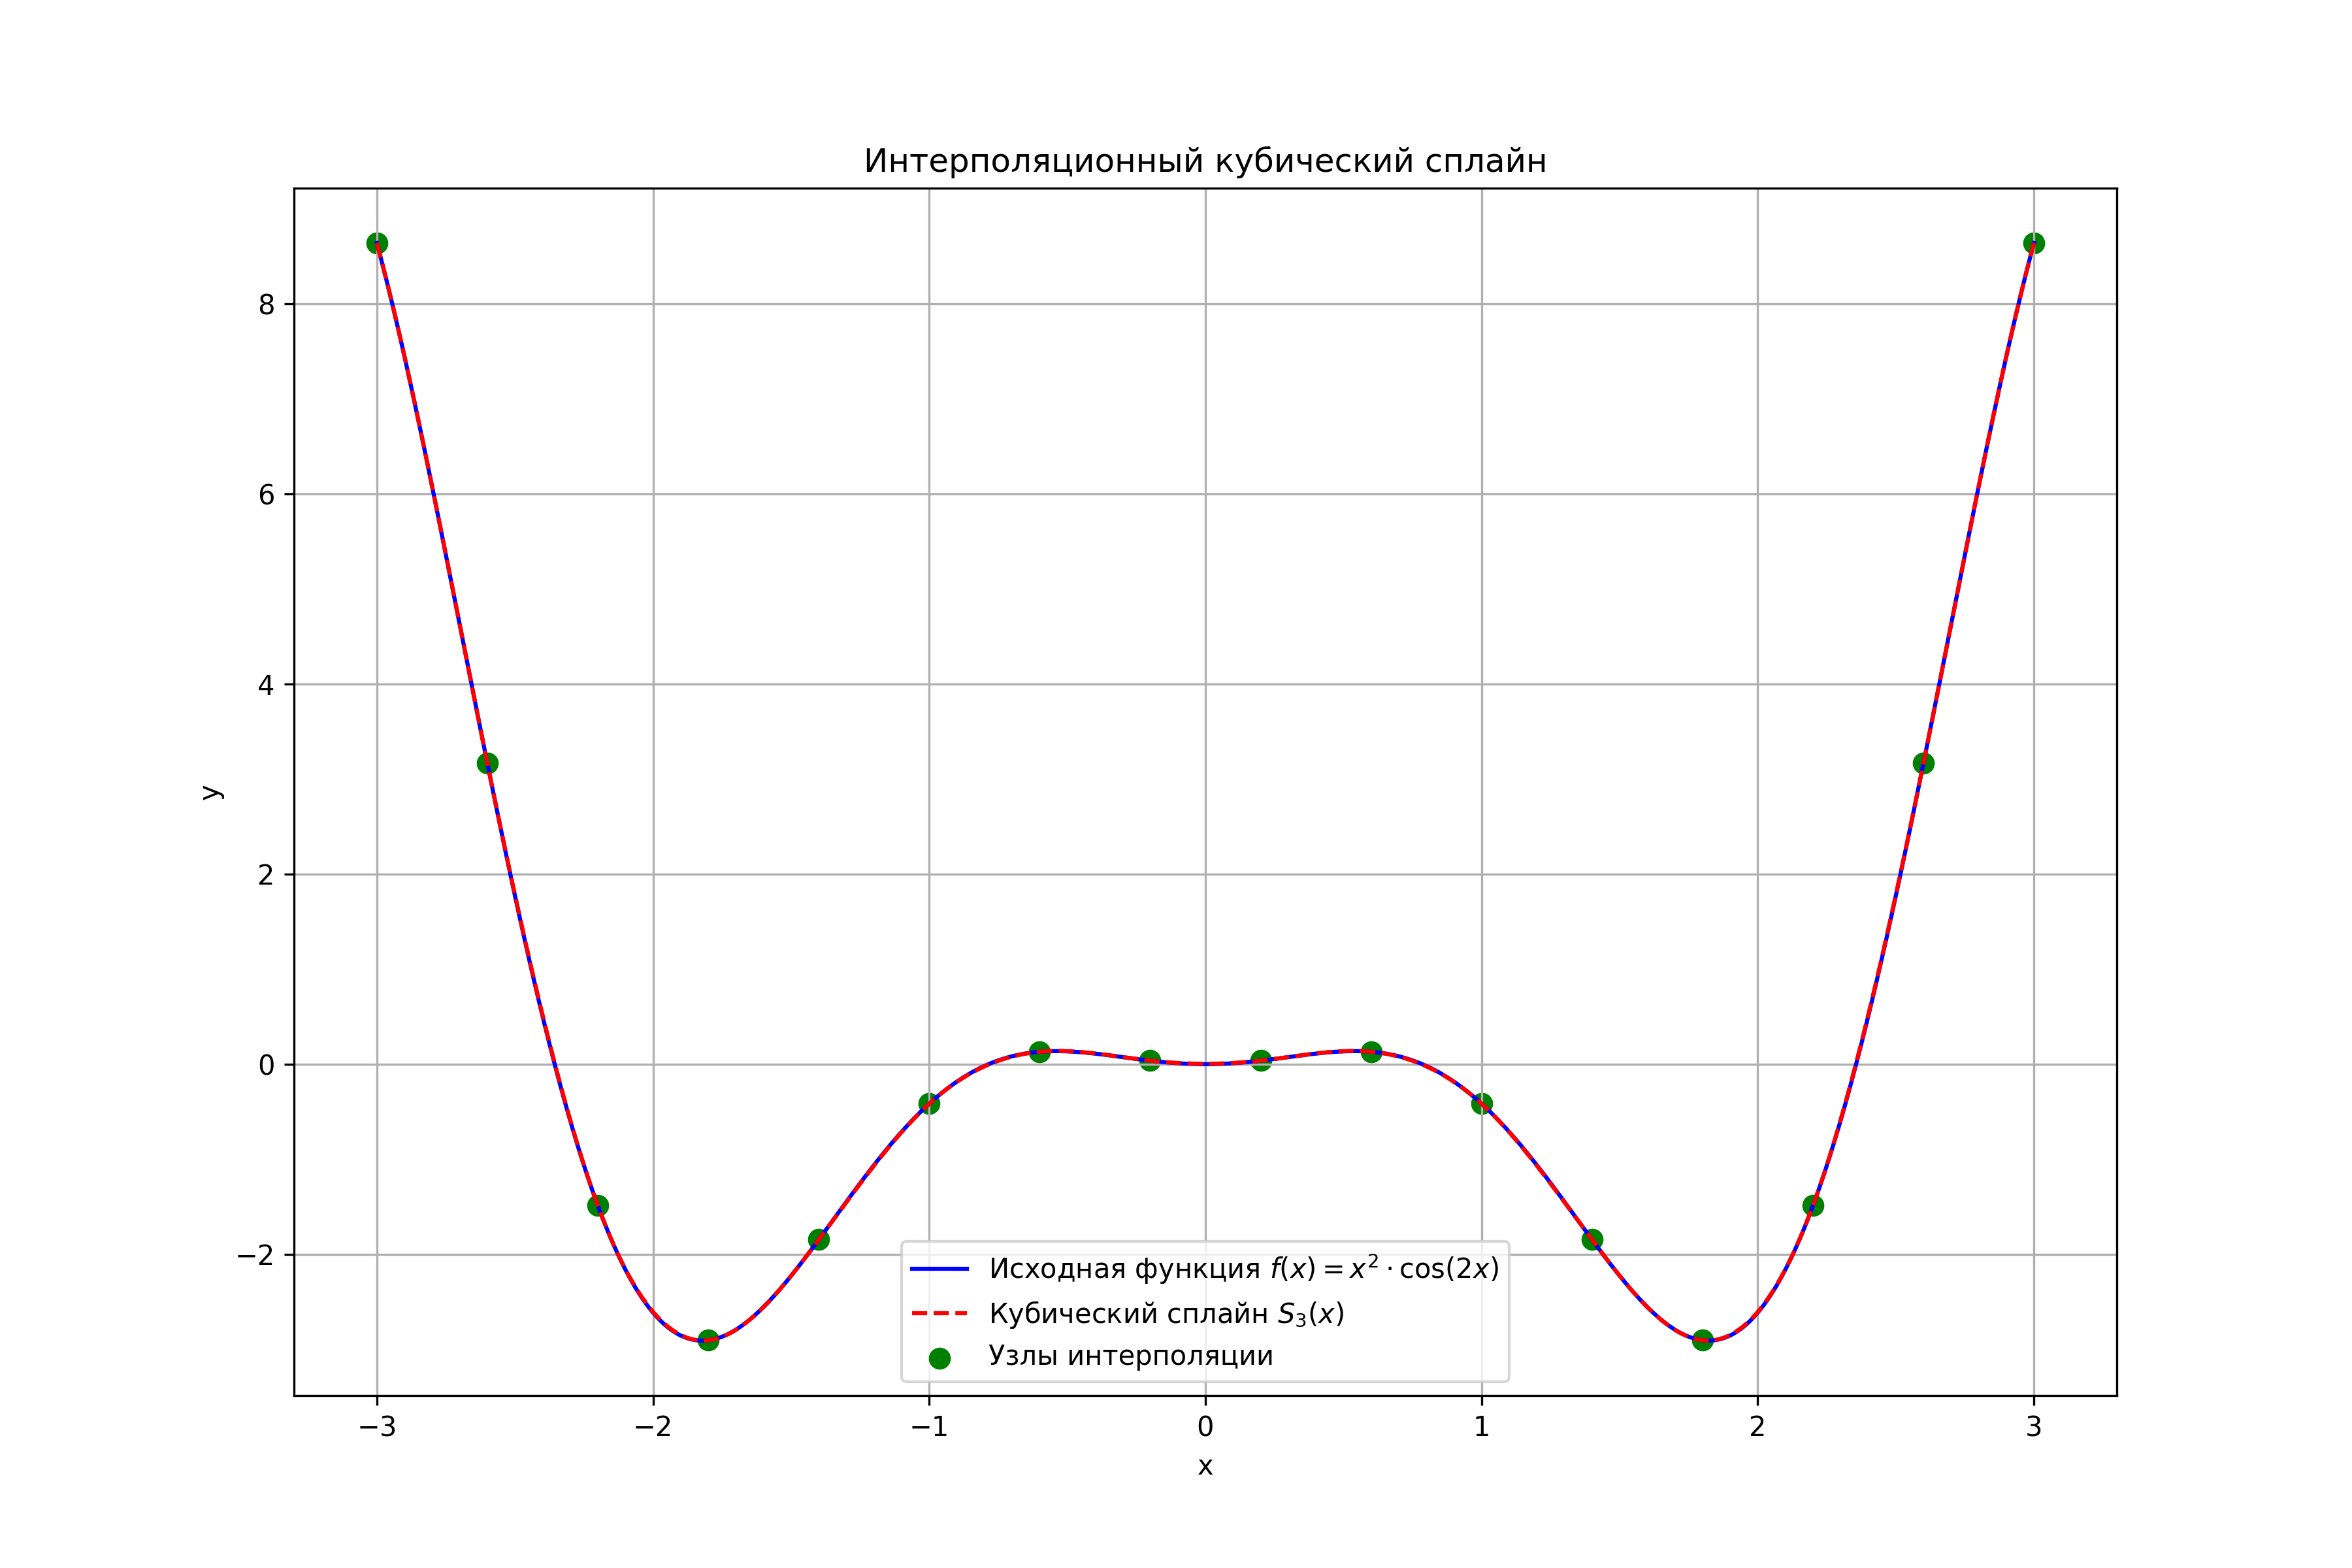 Интерполяционный кубический сплайн
8
6
4
2
0
−2
y
−3 −2 −1 0 1 2 3
x
Исходная функция f(x) = x² · cos(2x)
Кубический сплайн S₃(x)
Узлы интерполяции